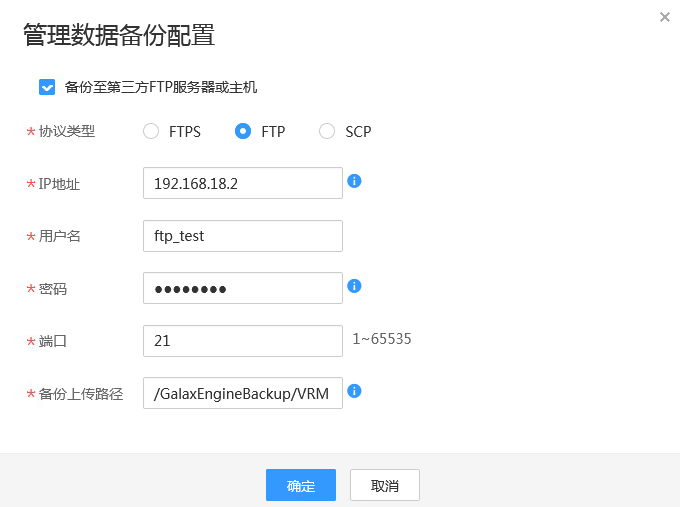 管理数据备份配置
备份至第三方FTP服务器或主机
* 协议类型 FTPS FTP SCP
* IP地址 192.168.18.2
* 用户名 ftp_test
* 密码 ●●●●●●●●
* 端口 21 1~65535
* 备份上传路径 /GalaxEngineBackup/VRM
确定 取消